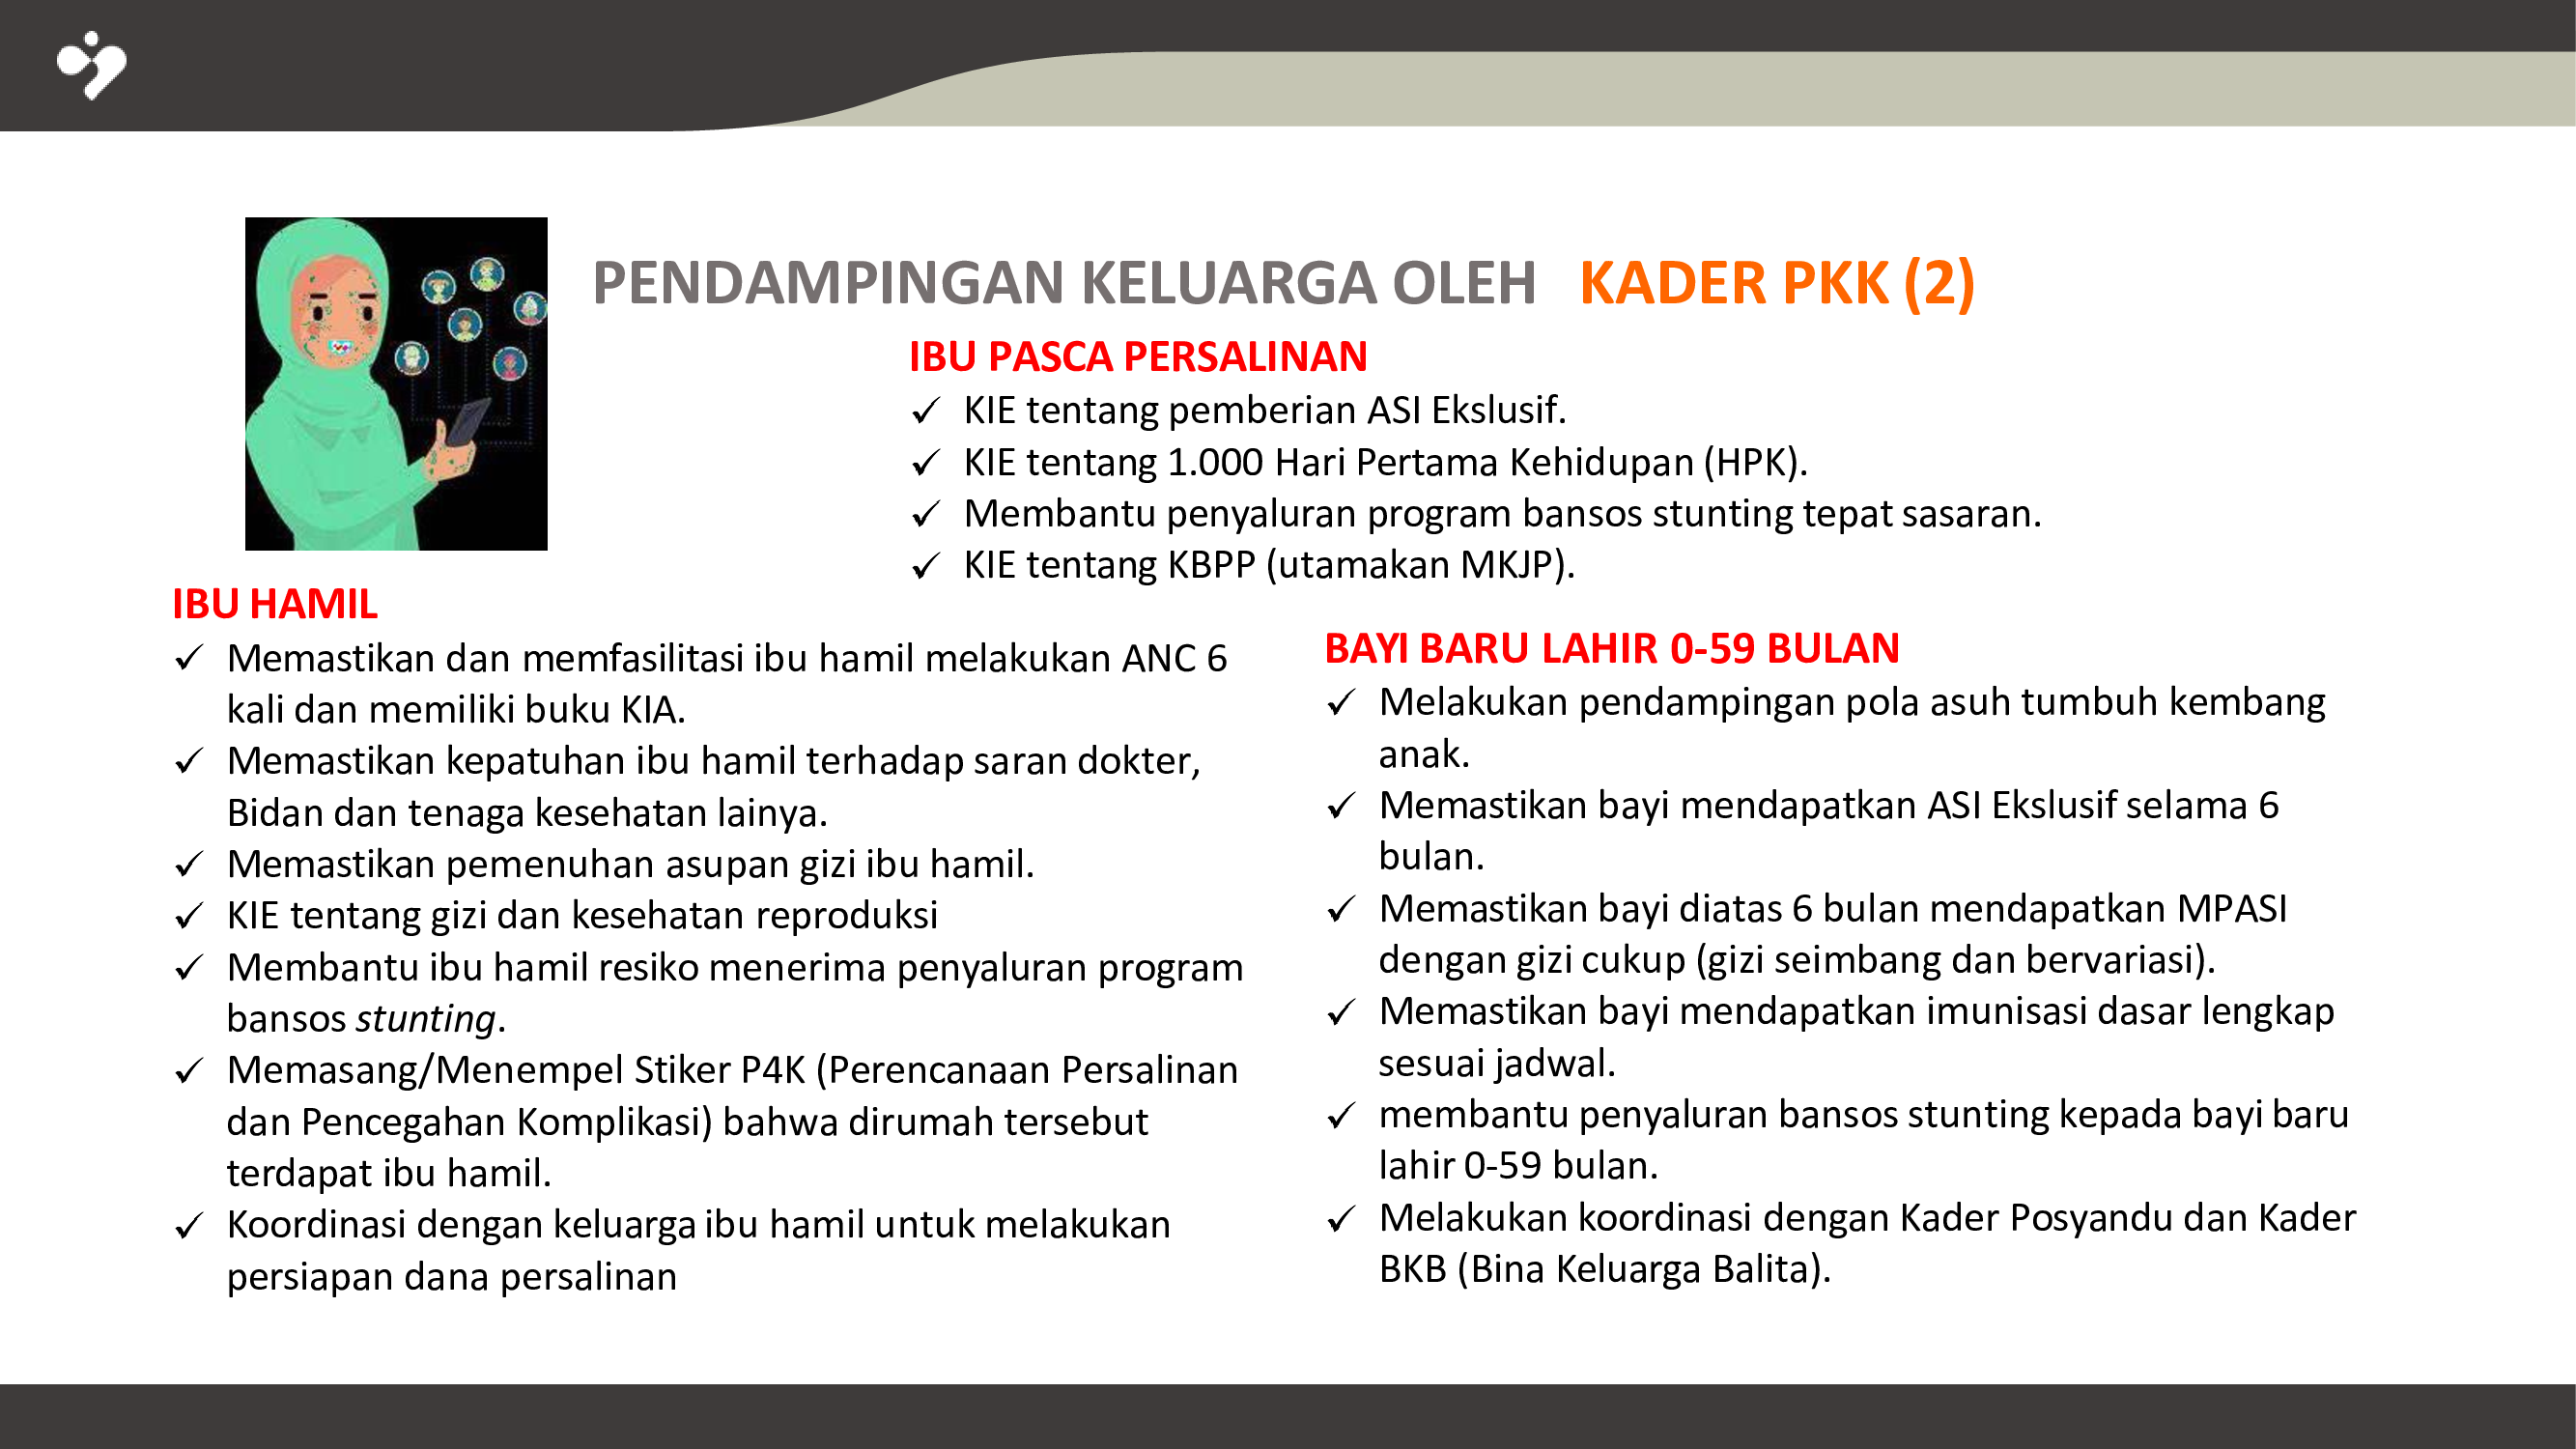 PENDAMPINGAN KELUARGA OLEH KADER PKK (2)
IBU PASCA PERSALINAN
✓ KIE tentang pemberian ASI Ekslusif.
✓ KIE tentang 1.000 Hari Pertama Kehidupan (HPK).
✓ Membantu penyaluran program bansos stunting tepat sasaran.
✓ KIE tentang KBPP (utamakan MKJP).
IBU HAMIL
✓ Memastikan dan memfasilitasi ibu hamil melakukan ANC 6
kali dan memiliki buku KIA.
✓ Memastikan kepatuhan ibu hamil terhadap saran dokter,
Bidan dan tenaga kesehatan lainya.
✓ Memastikan pemenuhan asupan gizi ibu hamil.
✓ KIE tentang gizi dan kesehatan reproduksi
✓ Membantu ibu hamil resiko menerima penyaluran program
bansos stunting.
✓ Memasang/Menempel Stiker P4K (Perencanaan Persalinan
dan Pencegahan Komplikasi) bahwa dirumah tersebut
terdapat ibu hamil.
✓ Koordinasi dengan keluarga ibu hamil untuk melakukan
persiapan dana persalinan
BAYI BARU LAHIR 0-59 BULAN
✓ Melakukan pendampingan pola asuh tumbuh kembang
anak.
✓ Memastikan bayi mendapatkan ASI Ekslusif selama 6
bulan.
✓ Memastikan bayi diatas 6 bulan mendapatkan MPASI
dengan gizi cukup (gizi seimbang dan bervariasi).
✓ Memastikan bayi mendapatkan imunisasi dasar lengkap
sesuai jadwal.
✓ membantu penyaluran bansos stunting kepada bayi baru
lahir 0-59 bulan.
✓ Melakukan koordinasi dengan Kader Posyandu dan Kader
BKB (Bina Keluarga Balita).